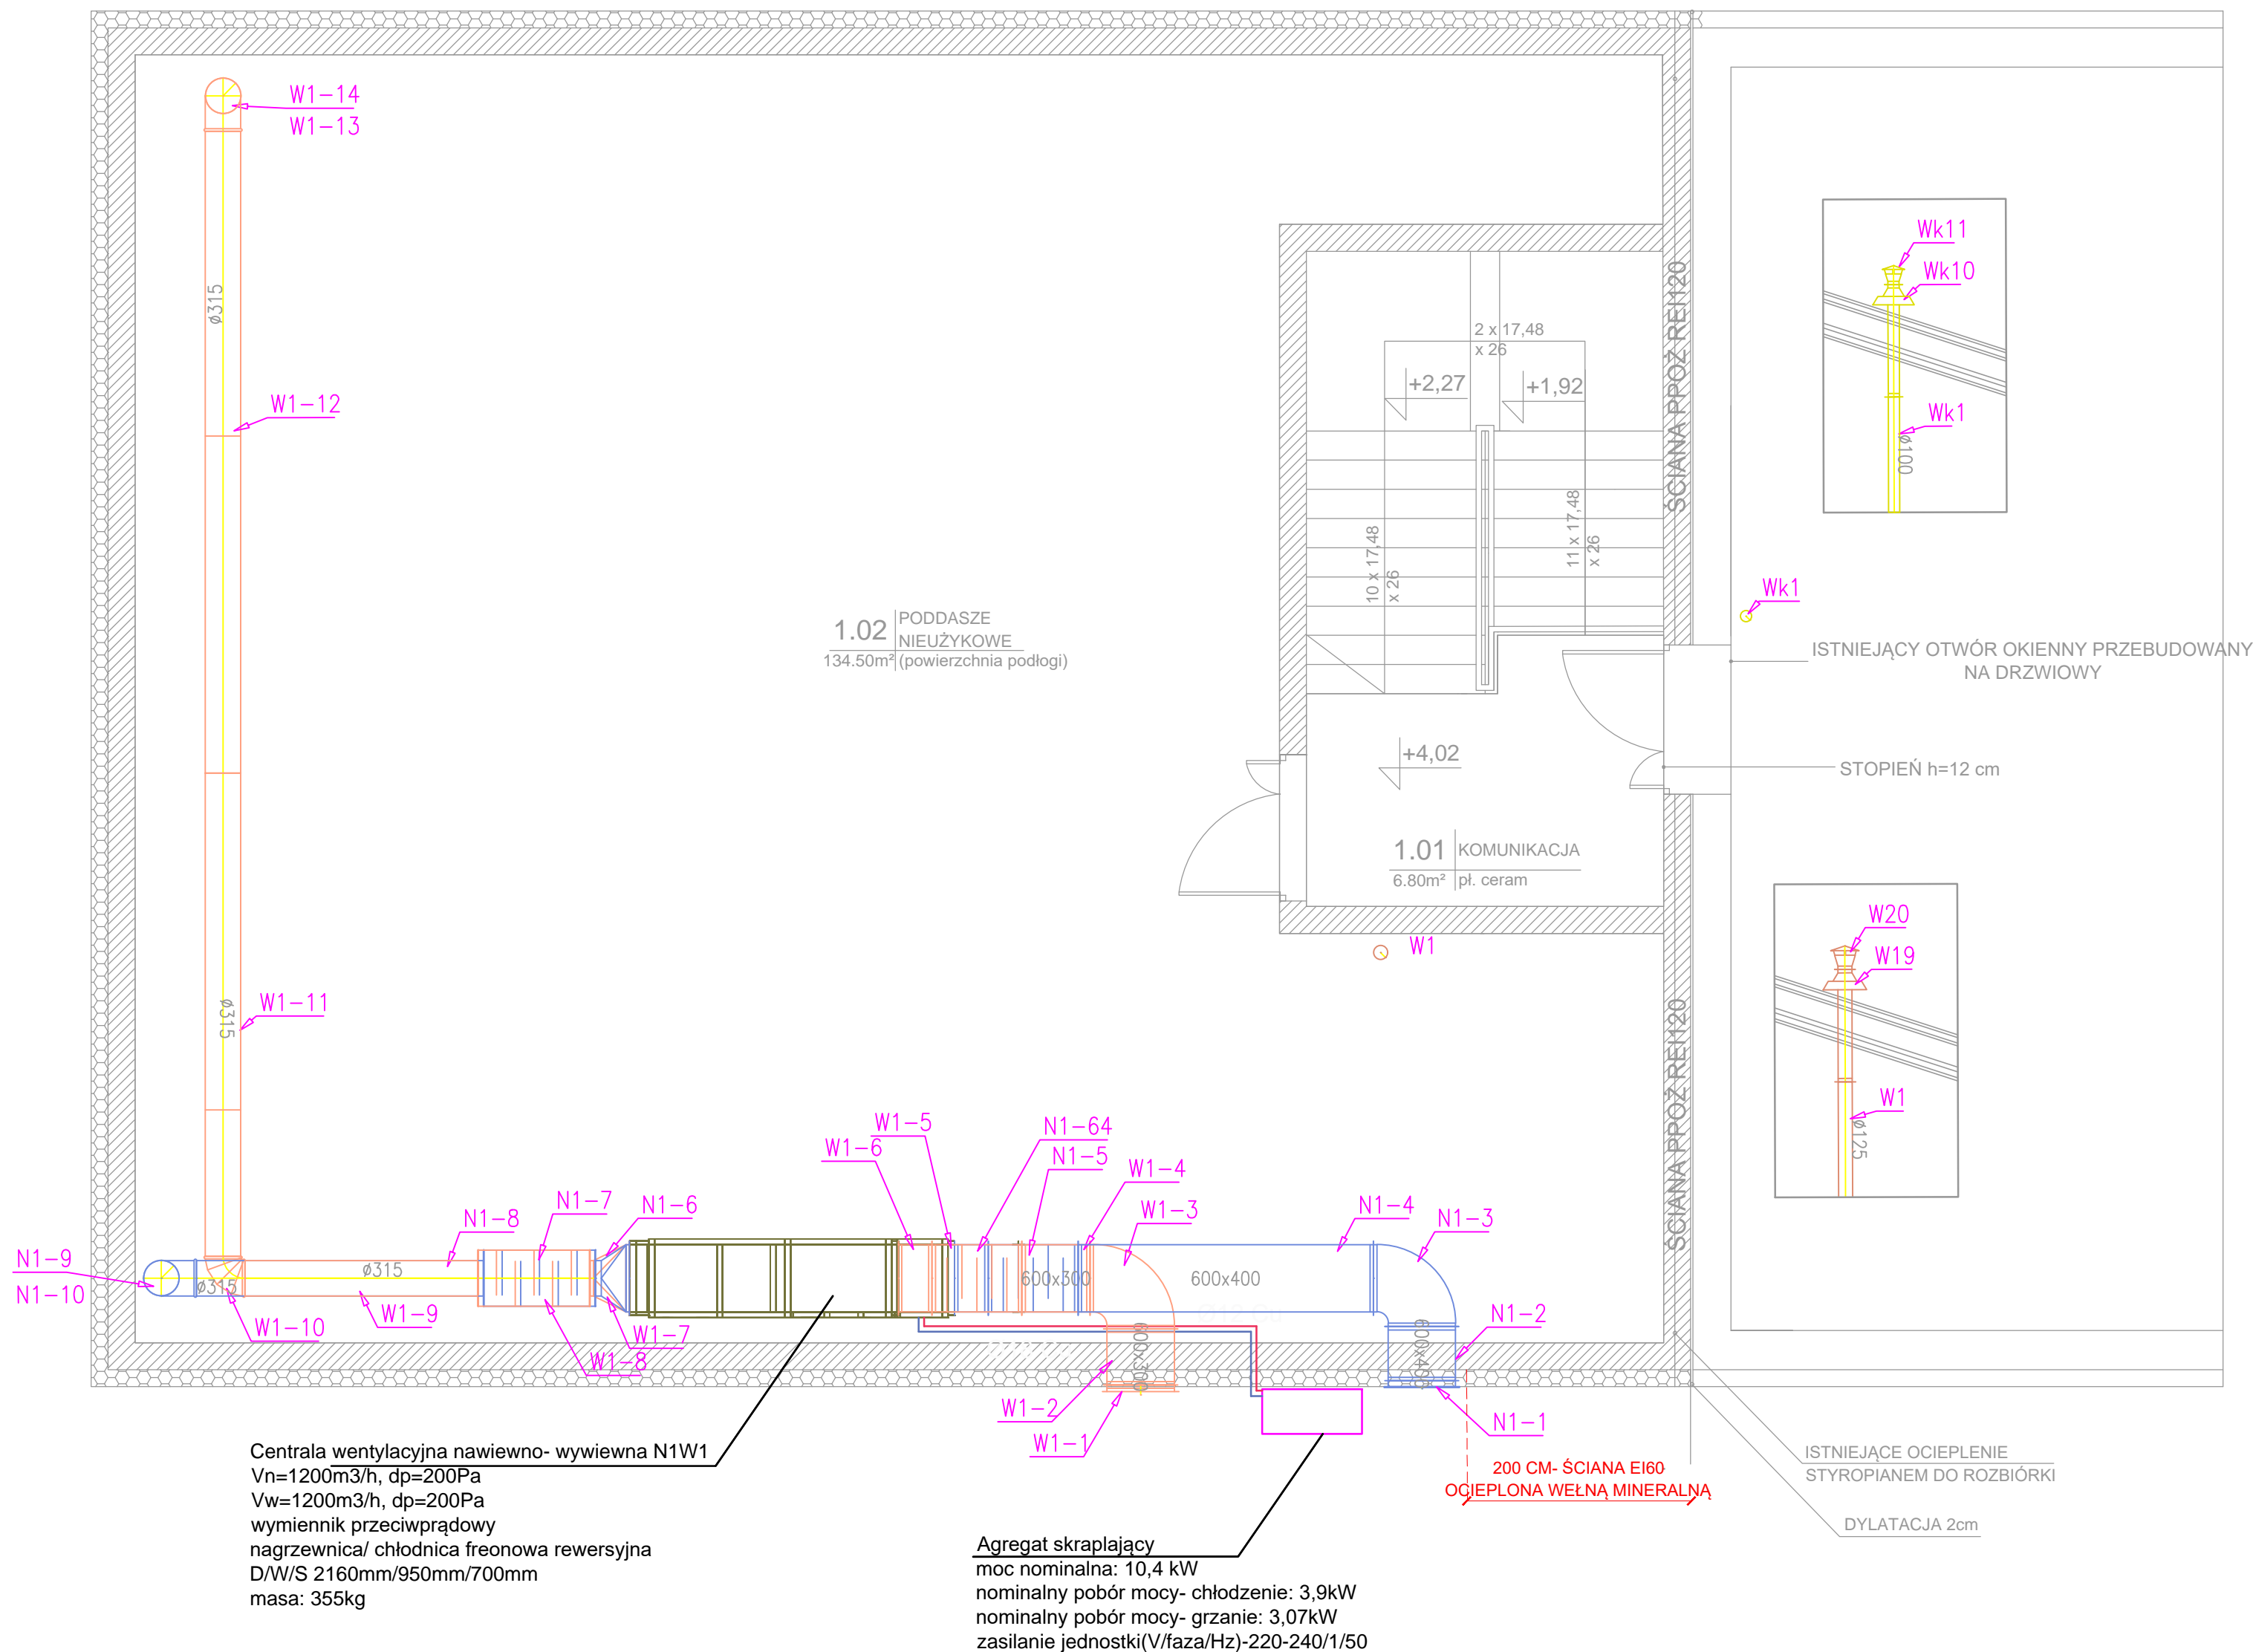 W1-14
W1-13
ø315
W1-12
ø315
W1-11
1.02 PODDASZE
NIEUŻYKOWE
134.50m² (powierzchnia podłogi)
2 x 17,48
x 26
+2,27
+1,92
10 x 17,48
x 26
11 x 17,48
x 26
+4,02
1.01 KOMUNIKACJA
6.80m² pł. ceram
ŚCIANA PPOŻ REI120
ŚCIANA PPOŻ REI120
Wk11
Wk10
Wk1
ø100
Wk1
ISTNIEJĄCY OTWÓR OKIENNY PRZEBUDOWANY
NA DRZWIOWY
STOPIEŃ h=12 cm
W20
W19
W1
ø125
W1
W1-5
W1-6
N1-64
N1-5
W1-4
W1-3
N1-4
N1-3
N1-8
N1-7
N1-6
N1-9
N1-10
ø315
ø315
W1-10
W1-9
W1-8
W1-7
600x300
600x400
600x300
600x400
N1-2
N1-1
W1-2
W1-1
Centrala wentylacyjna nawiewno- wywiewna N1W1
Vn=1200m3/h, dp=200Pa
Vw=1200m3/h, dp=200Pa
wymiennik przeciwprądowy
nagrzewnica/ chłodnica freonowa rewersyjna
D/W/S 2160mm/950mm/700mm
masa: 355kg
Agregat skraplający
moc nominalna: 10,4 kW
nominalny pobór mocy- chłodzenie: 3,9kW
nominalny pobór mocy- grzanie: 3,07kW
zasilanie jednostki(V/faza/Hz)-220-240/1/50
200 CM- ŚCIANA EI60
OCIEPLONA WEŁNĄ MINERALNĄ
ISTNIEJĄCE OCIEPLENIE
STYROPIANEM DO ROZBIÓRKI
DYLATACJA 2cm